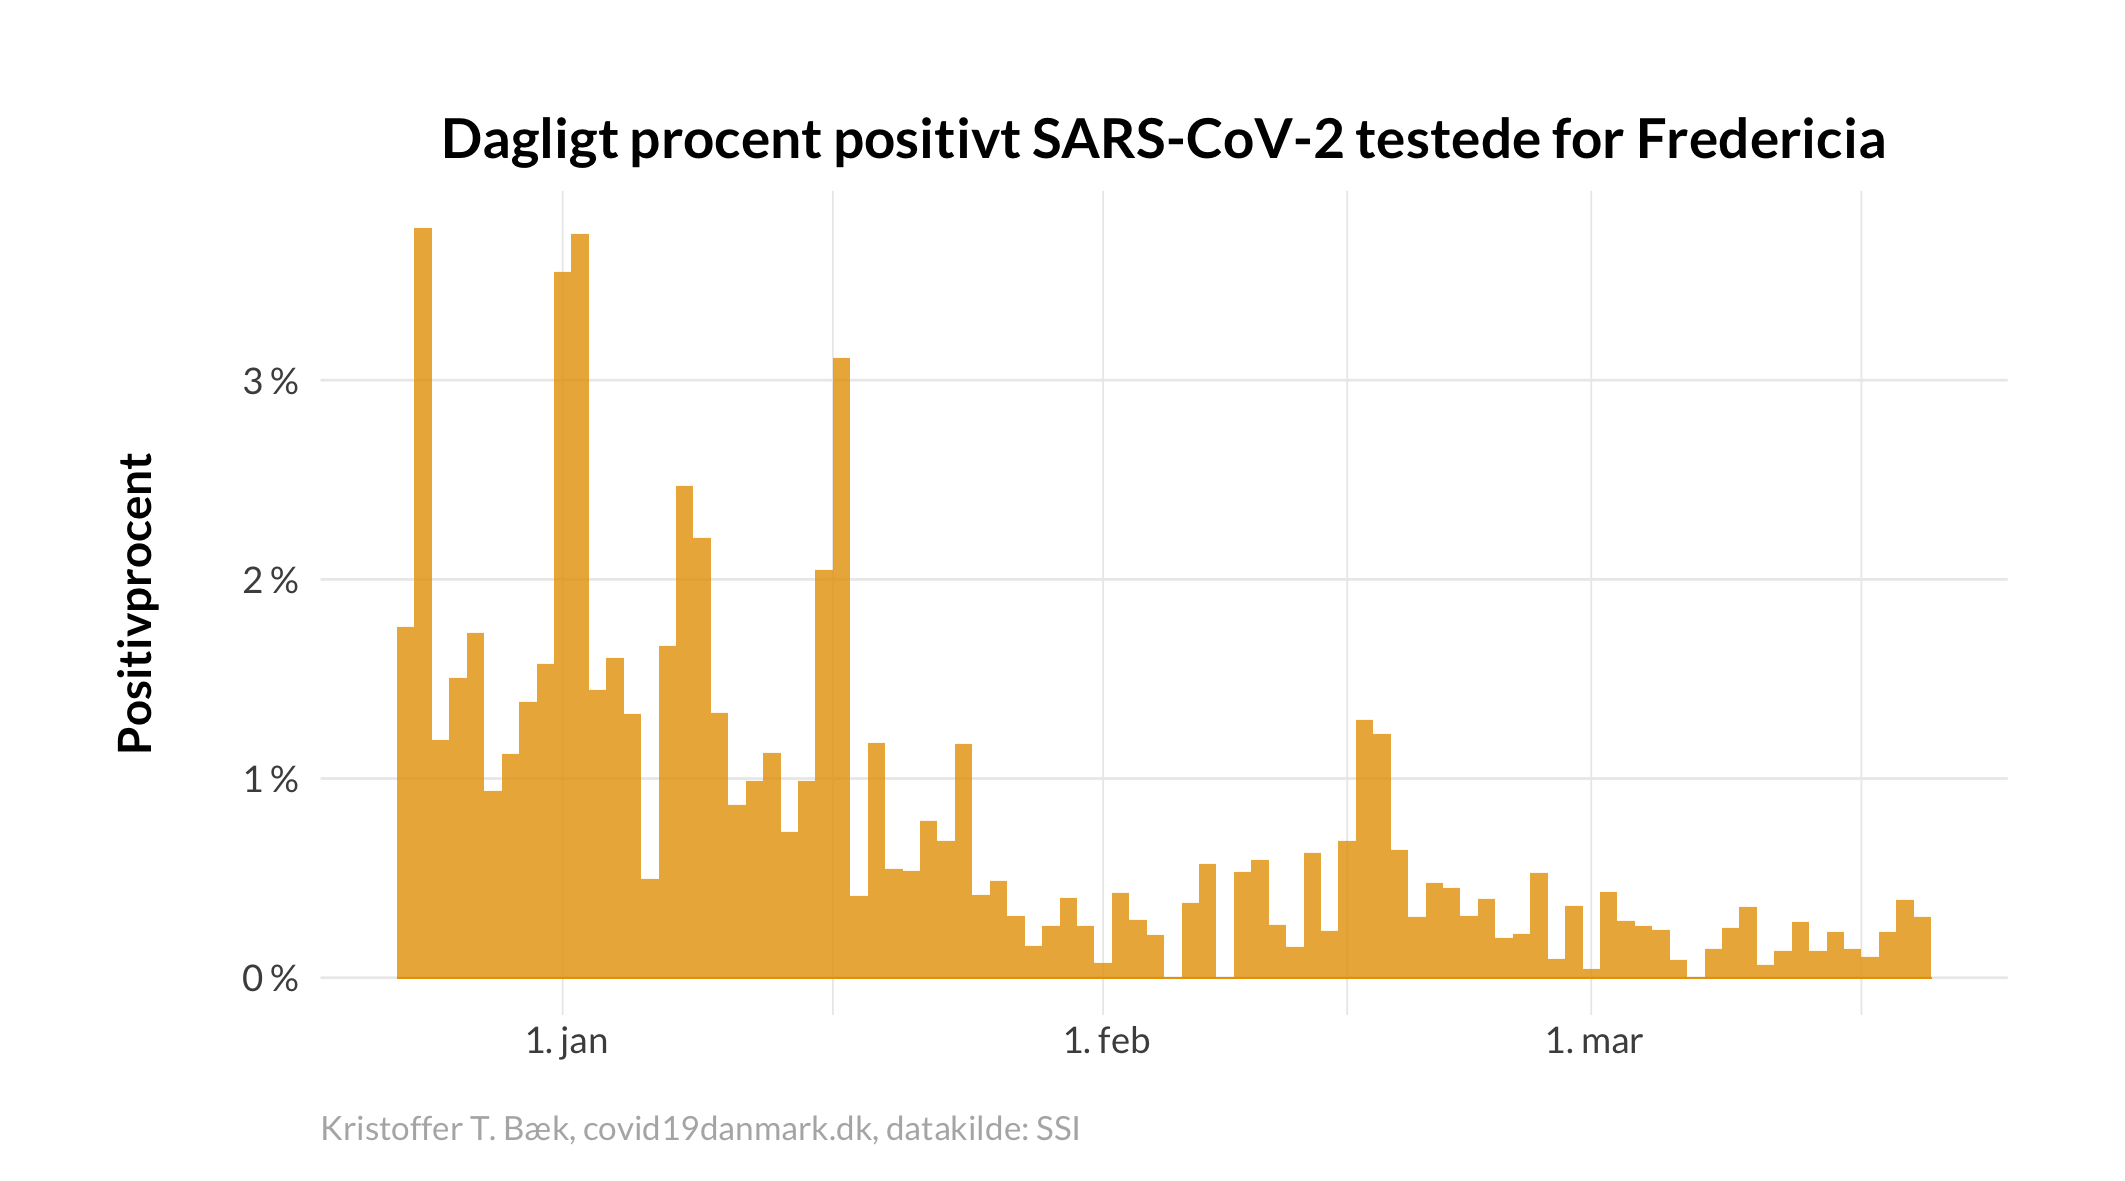 Dagligt procent positivt SARS-CoV-2 testede for Fredericia
Positivprocent
3 %
2 %
1 %
0 %
1. jan
1. feb
1. mar
Kristoffer T. Bæk, covid19danmark.dk, datakilde: SSI